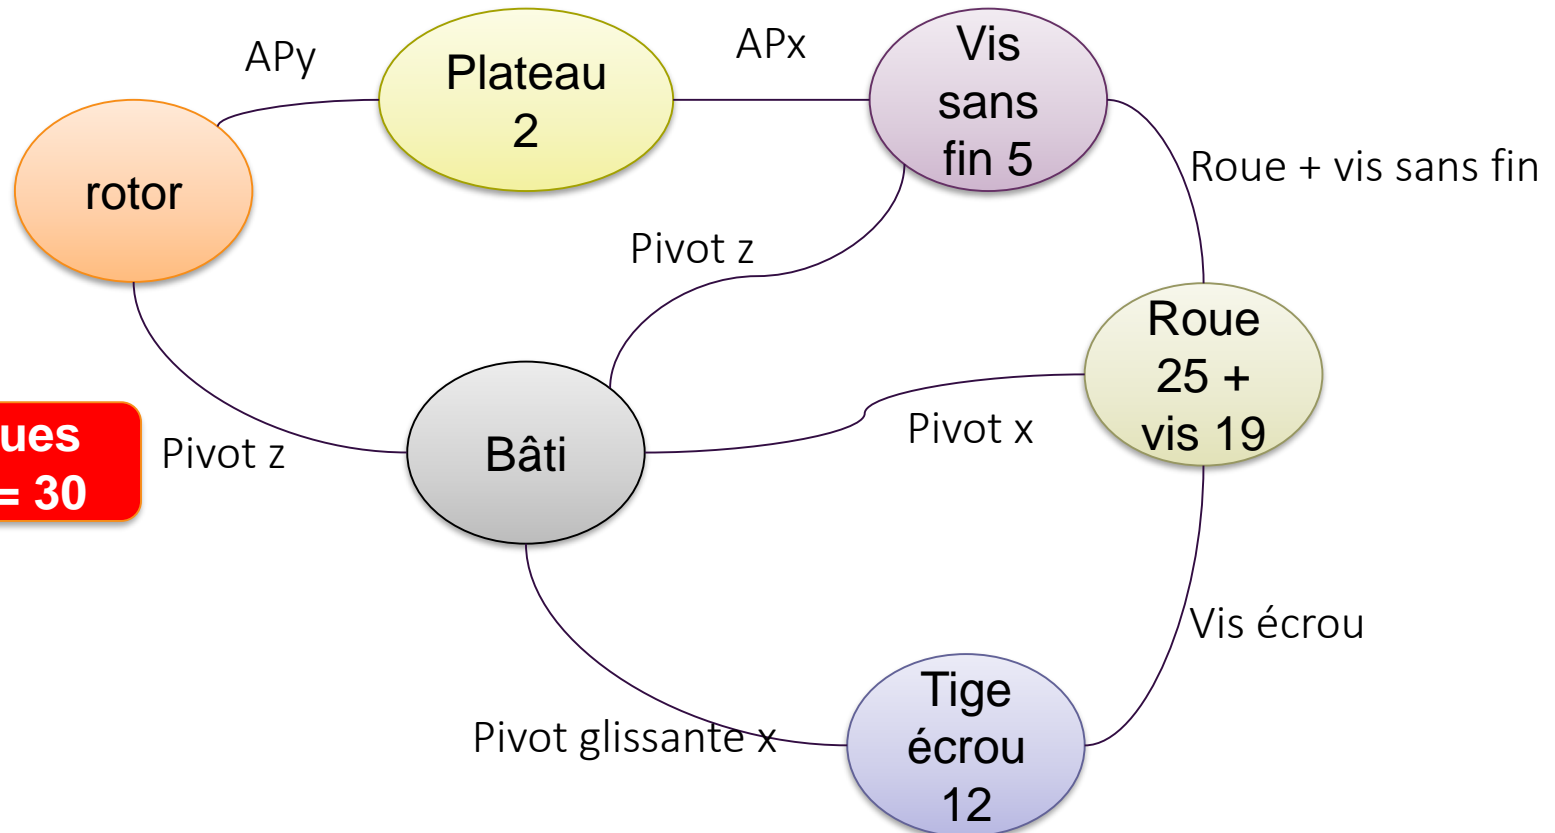 APy
Plateau
2
APx
Vis
sans
fin 5
rotor
Roue + vis sans fin
Pivot z
Roue
25 +
vis 19
ues
= 30
Pivot z
Bâti
Pivot x
Vis écrou
Pivot glissante x
Tige
écrou
12